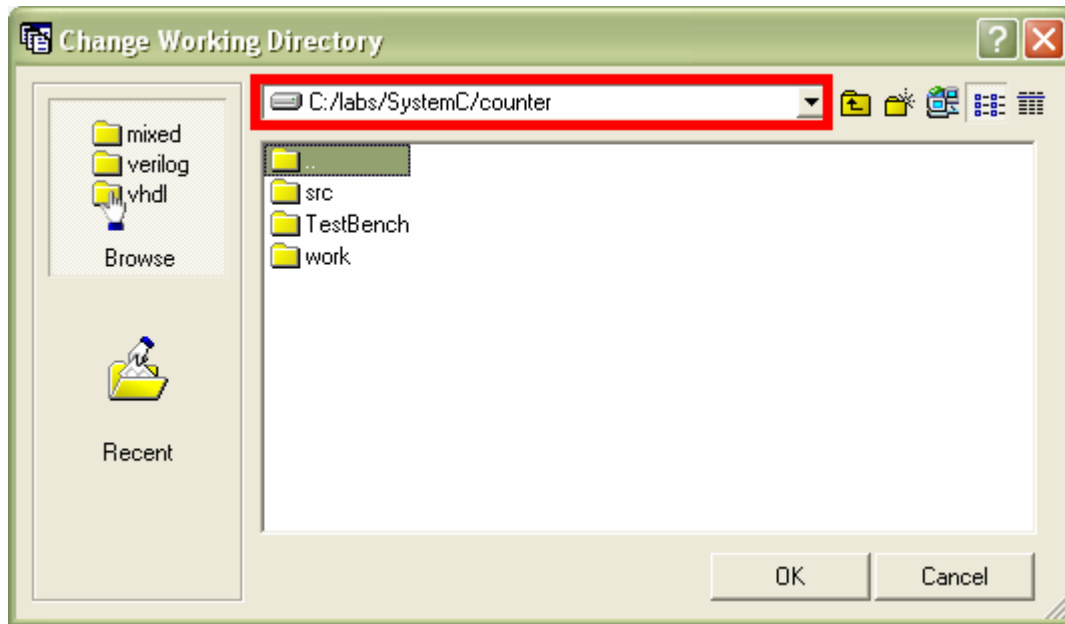 Change Working Directory
C:/labs/SystemC/counter
mixed
verilog
vhdl
Browse
Recent
..
src
TestBench
work
OK
Cancel